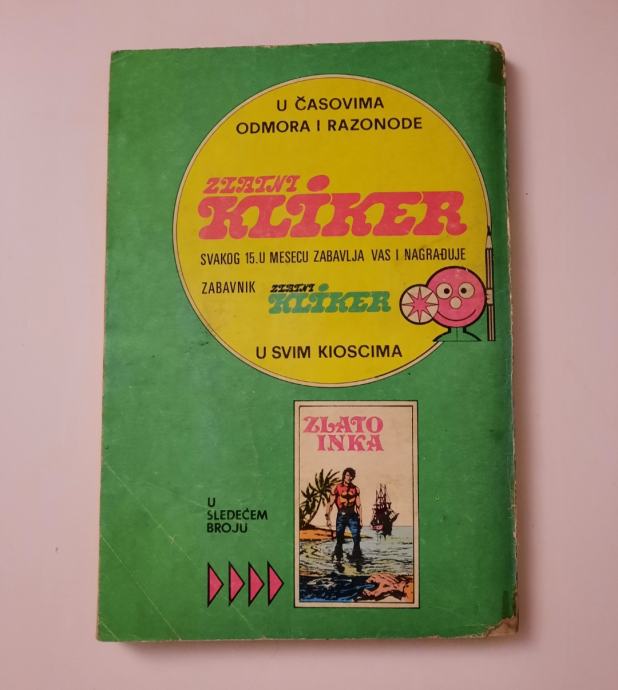 U ČASOVIMA
ODMORA I RAZONODE
ZLATNI
KLIKER
SVAKOG 15. U MESECU ZABAVLJA VAS I NAGRAĐUJE
ZABAVNIK ZLATNI KLIKER
U SVIM KIOSCIMA
ZLATO
INKA
U
SLEDEĆEM
BROJU